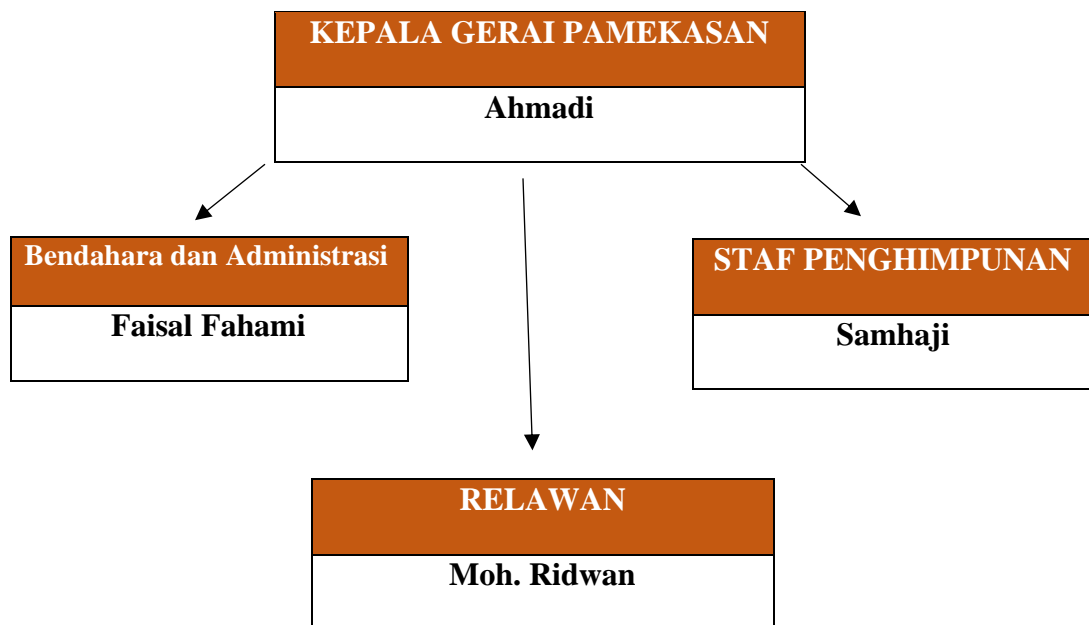 KEPALA GERAI PAMEKASAN
Ahmadi
Bendahara dan Administrasi
Faisal Fahami
STAF PENGHIMPUNAN
Samhaji
RELAWAN
Moh. Ridwan